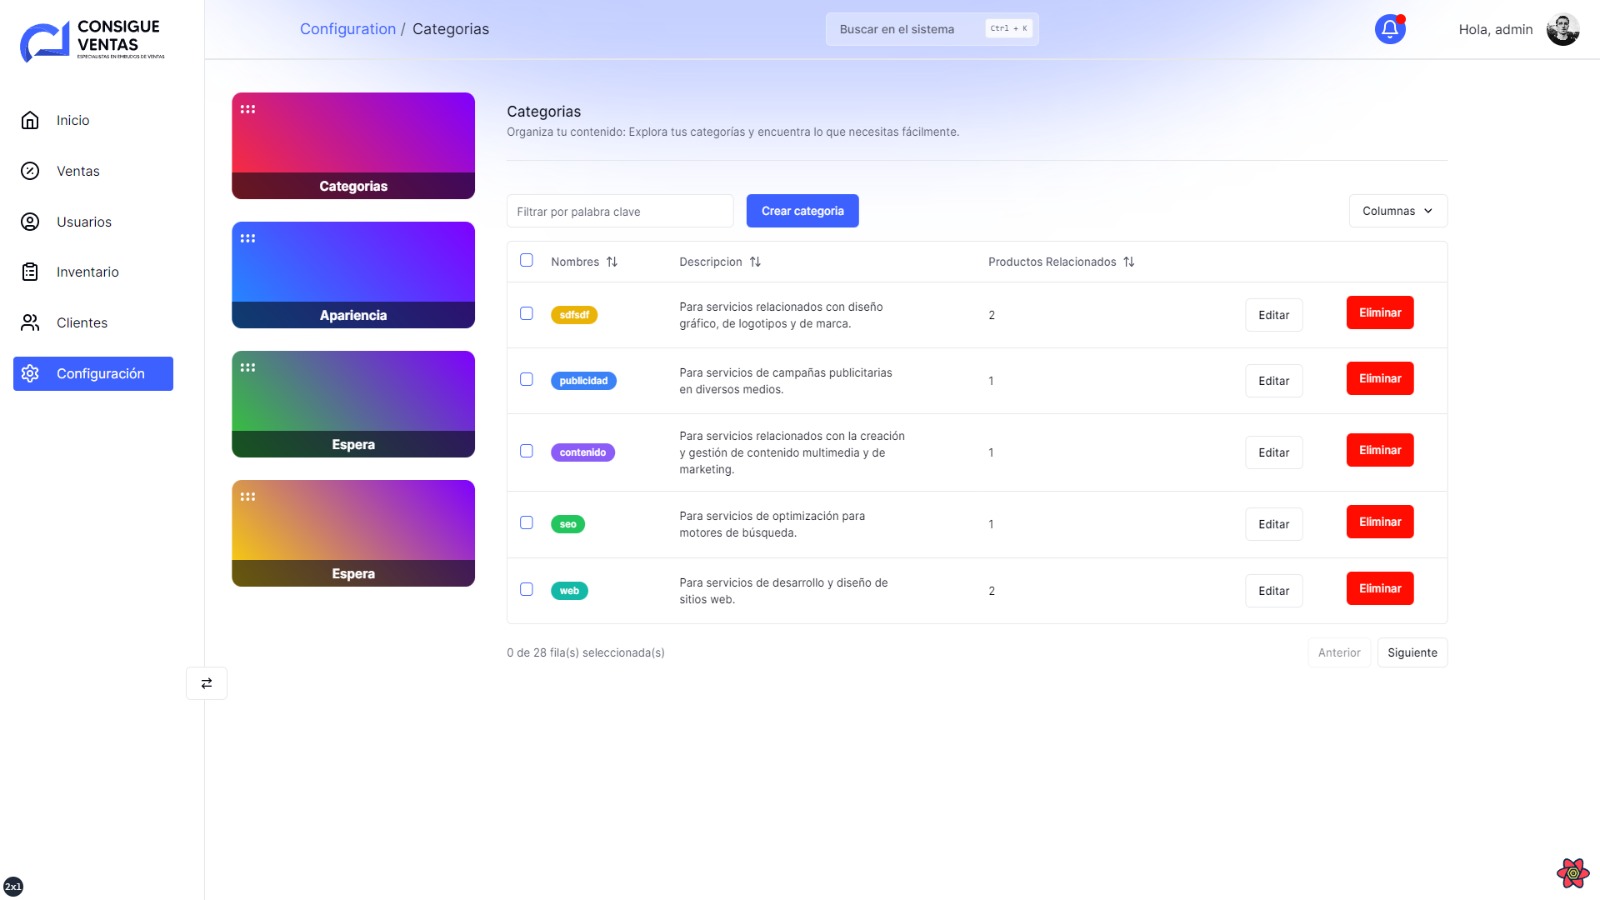 CONSIGUE
VENTAS
ESPECIALISTAS EN EMBUDOS DE VENTAS
Configuration / Categorias
Buscar en el sistema
Ctrl + K
Hola, admin
Inicio
Ventas
Usuarios
Inventario
Clientes
Configuración
Categorias
Apariencia
Espera
Espera
Categorias
Organiza tu contenido: Explora tus categorías y encuentra lo que necesitas fácilmente.
Filtrar por palabra clave
Crear categoria
Columnas
Nombres
Descripcion
Productos Relacionados
sdfsdf
Para servicios relacionados con diseño
gráfico, de logotipos y de marca.
2
Editar
Eliminar
publicidad
Para servicios de campañas publicitarias
en diversos medios.
1
Editar
Eliminar
contenido
Para servicios relacionados con la creación
y gestión de contenido multimedia y de
marketing.
1
Editar
Eliminar
seo
Para servicios de optimización para
motores de búsqueda.
1
Editar
Eliminar
web
Para servicios de desarrollo y diseño de
sitios web.
2
Editar
Eliminar
0 de 28 fila(s) seleccionada(s)
Anterior
Siguiente
2x1